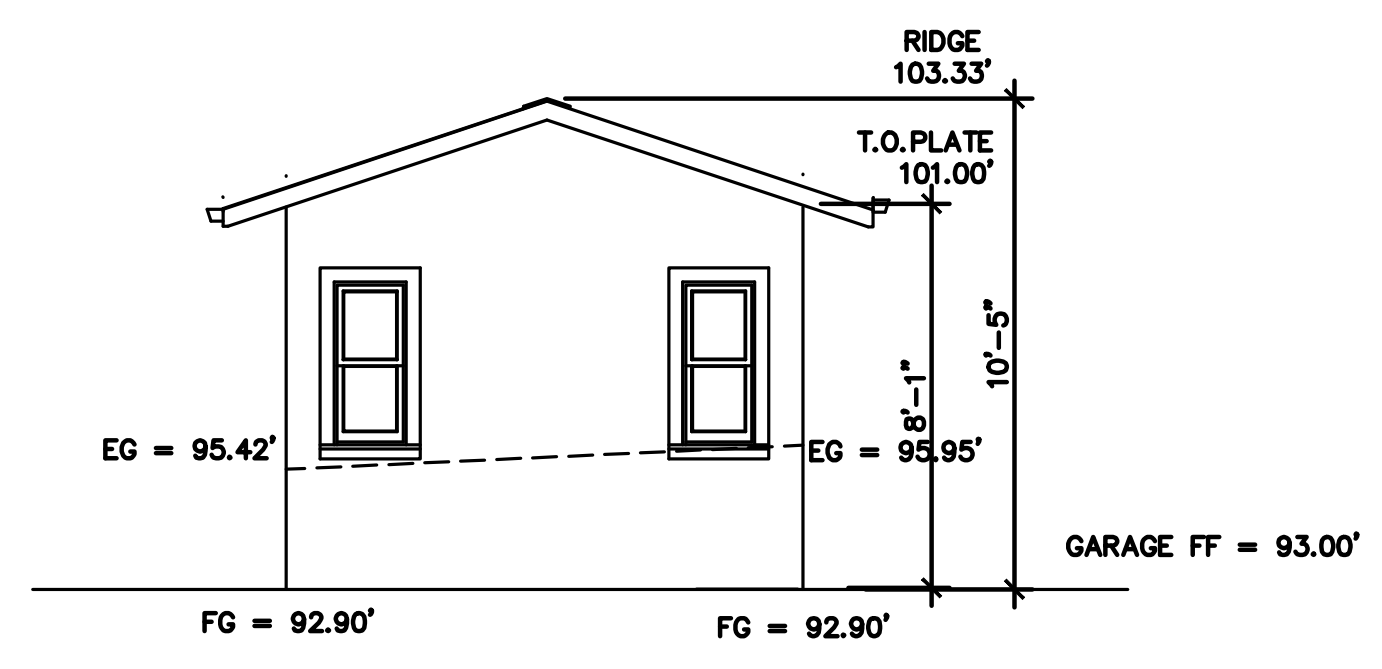 RIDGE
103.33'
T.O.PLATE
101.00'
10'-5"
8'-1"
EG = 95.42'
EG = 95.95'
GARAGE FF = 93.00'
FG = 92.90'
FG = 92.90'